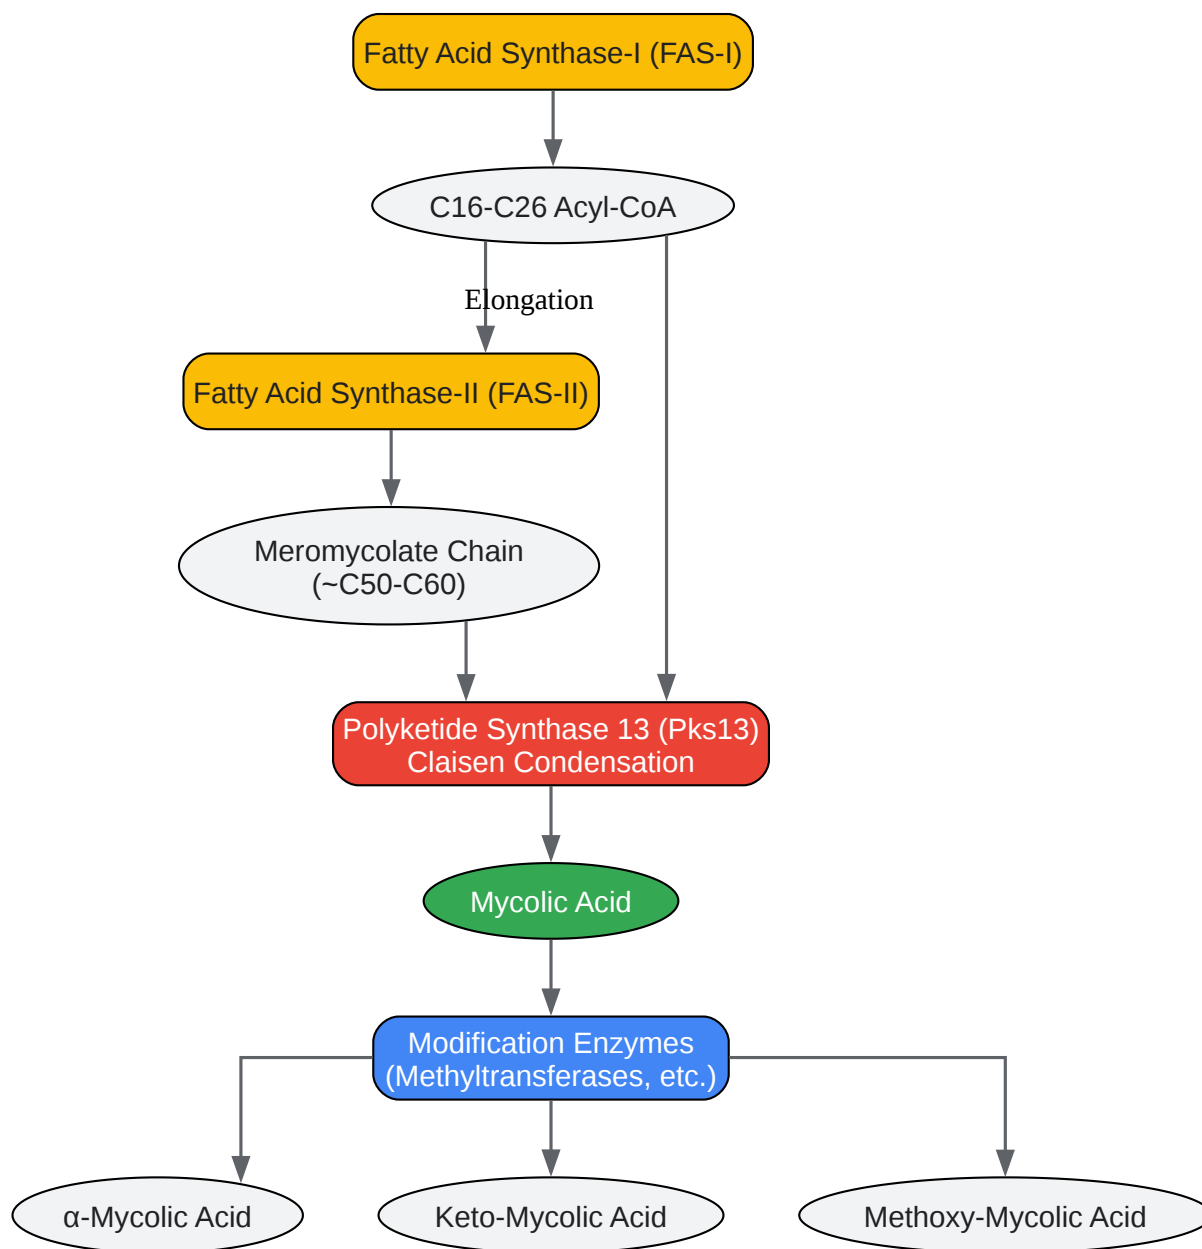 Fatty Acid Synthase-I (FAS-I)
C16-C26 Acyl-CoA
Elongation
Fatty Acid Synthase-II (FAS-II)
Meromycolate Chain
(~C50-C60)
Polyketide Synthase 13 (Pks13)
Claisen Condensation
Mycolic Acid
Modification Enzymes
(Methyltransferases, etc.)
α-Mycolic Acid
Keto-Mycolic Acid
Methoxy-Mycolic Acid